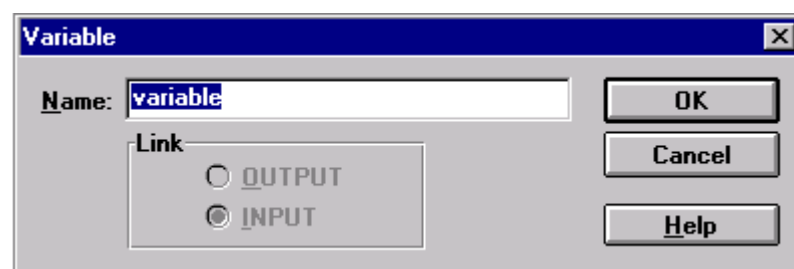 Variable
Name: variable
OK
Link
Cancel
OUTPUT
INPUT
Help